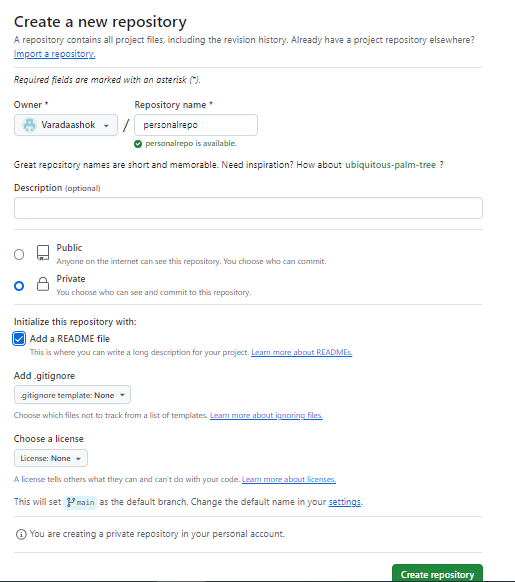 Create a new repository
A repository contains all project files, including the revision history. Already have a project repository elsewhere?
Import a repository.
Required fields are marked with an asterisk (*).
Owner * Repository name *
Varadaashok / personalrepo
personalrepo is available.
Great repository names are short and memorable. Need inspiration? How about ubiquitous-palm-tree ?
Description (optional)
Public
Anyone on the internet can see this repository. You choose who can commit.
Private
You choose who can see and commit to this repository.
Initialize this repository with:
Add a README file
This is where you can write a long description for your project. Learn more about READMEs.
Add .gitignore
.gitignore template: None
Choose which files not to track from a list of templates. Learn more about ignoring files.
Choose a license
License: None
A license tells others what they can and can't do with your code. Learn more about licenses.
This will set main as the default branch. Change the default name in your settings.
You are creating a private repository in your personal account.
Create repository